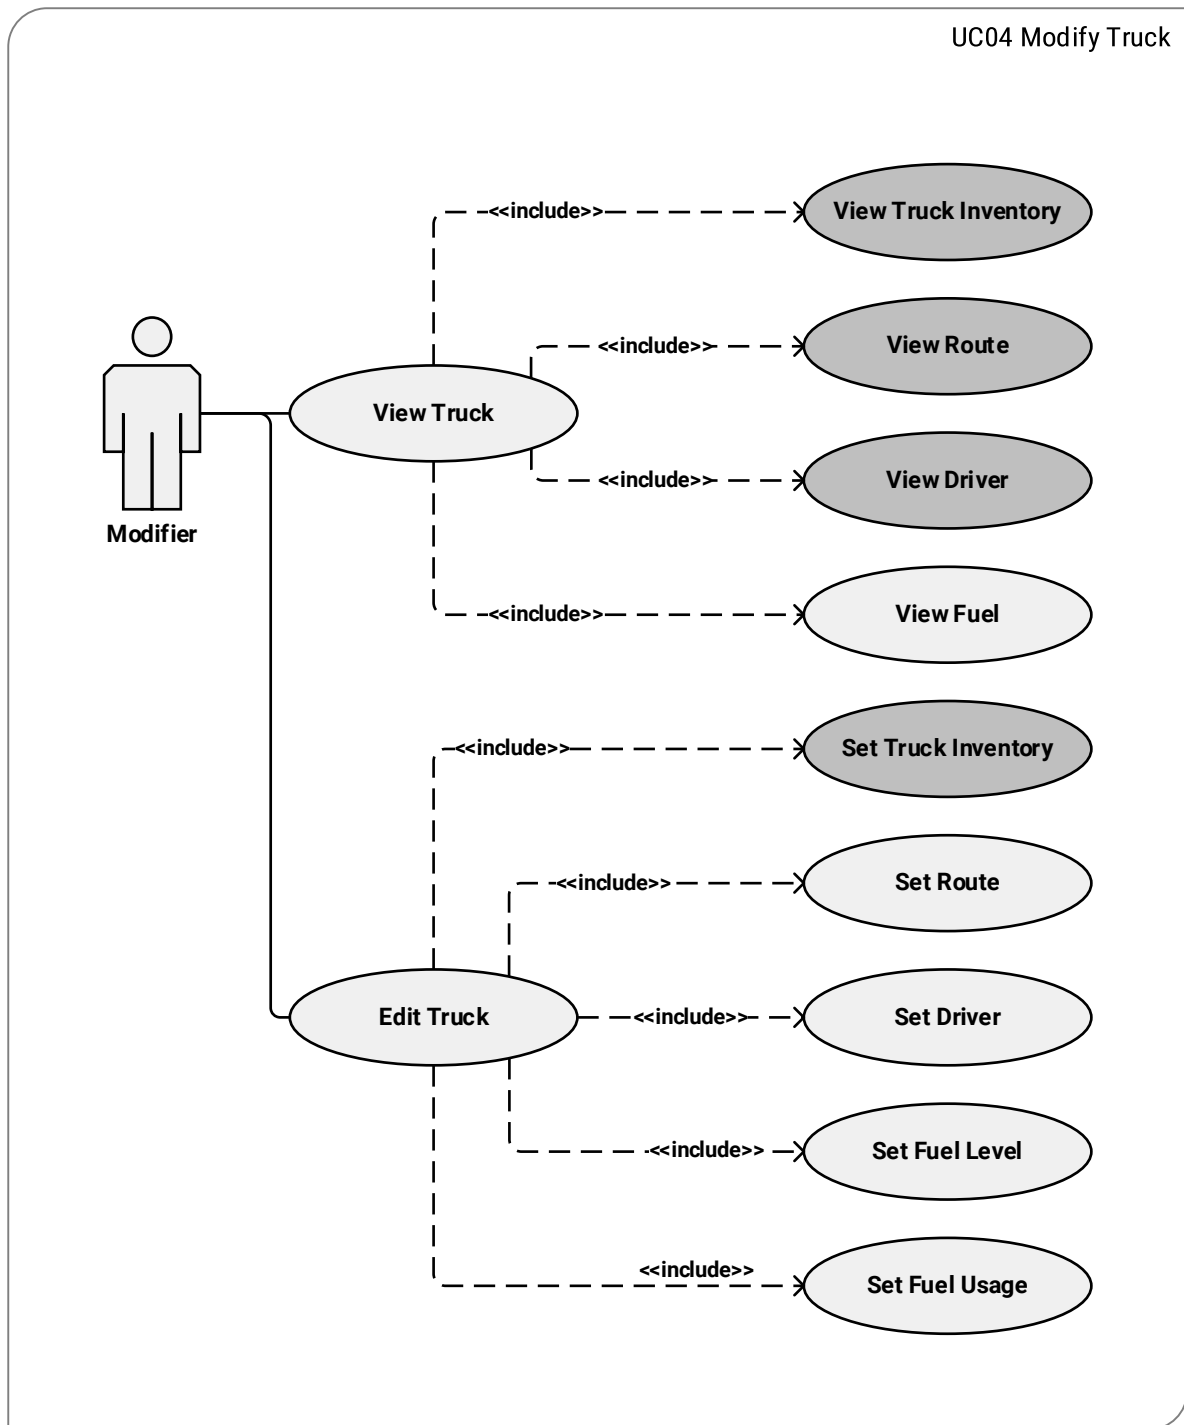 UC04 Modify Truck
<<include>>
View Truck Inventory
<<include>>
View Route
View Truck
Modifier
<<include>>
View Driver
<<include>>
View Fuel
<<include>>
Set Truck Inventory
<<include>>
Set Route
Edit Truck
<<include>>
Set Driver
<<include>>
Set Fuel Level
<<include>>
Set Fuel Usage